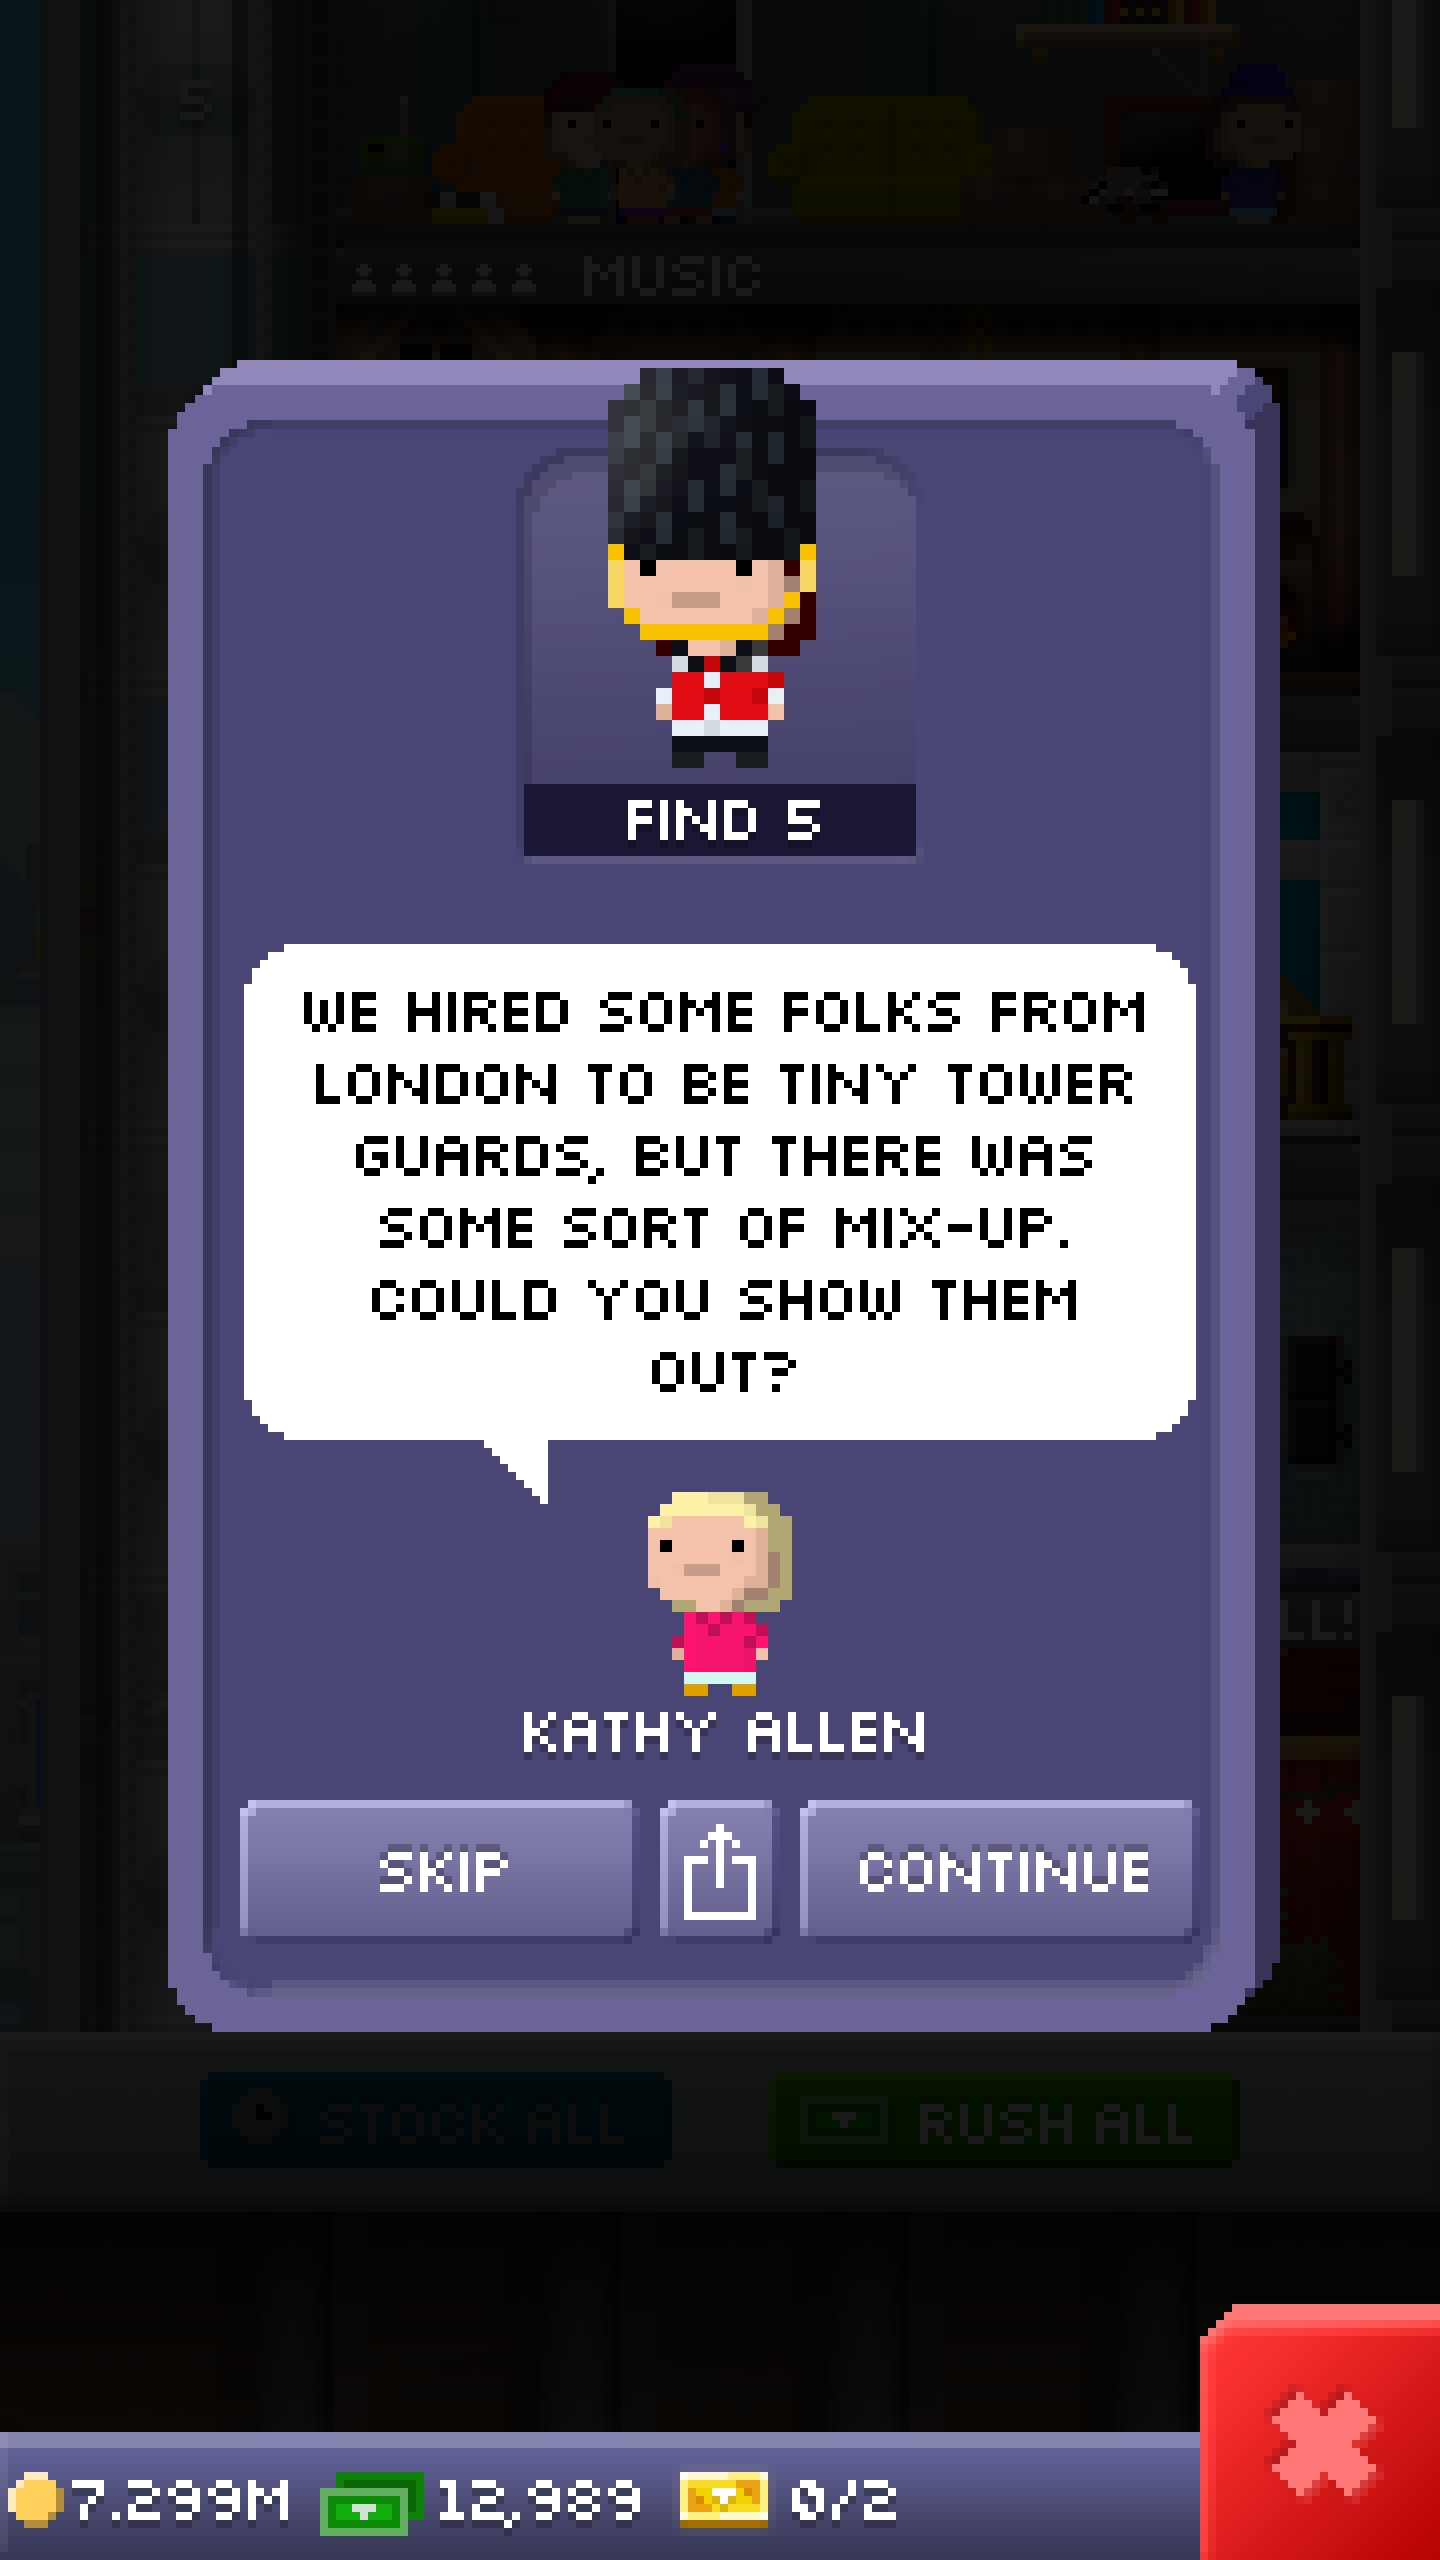 5
MUSIC
FIND 5
WE HIRED SOME FOLKS FROM
LONDON TO BE TINY TOWER
GUARDS, BUT THERE WAS
SOME SORT OF MIX-UP.
COULD YOU SHOW THEM
OUT?
KATHY ALLEN
SKIP
CONTINUE
STOCK ALL
RUSH ALL
7.299M
12,989
0/2